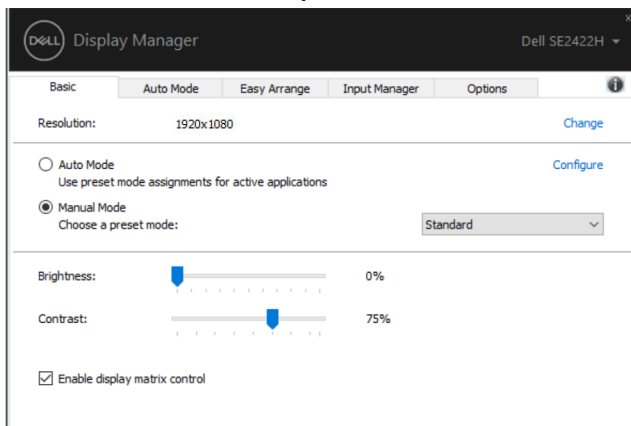 DELL Display Manager
Dell SE2422H
Basic Auto Mode Easy Arrange Input Manager Options
Resolution: 1920x1080 Change
Auto Mode Configure
Use preset mode assignments for active applications
Manual Mode
Choose a preset mode: Standard
Brightness: 0%
Contrast: 75%
Enable display matrix control